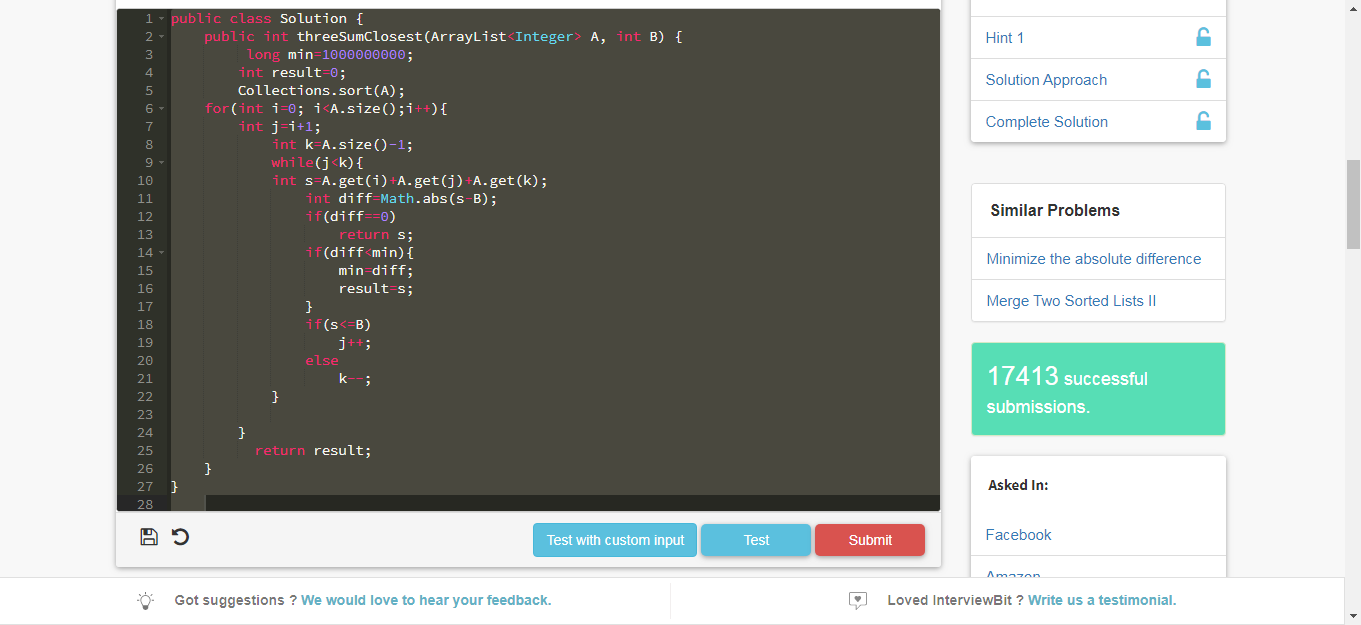 1 public class Solution {
2 public int threeSumClosest(ArrayList<Integer> A, int B) {
3 long min=1000000000;
4 int result=0;
5 Collections.sort(A);
6 for(int i=0; i<A.size();i++){
7 int j=i+1;
8 int k=A.size()-1;
9 while(j<k){
10 int s=A.get(i)+A.get(j)+A.get(k);
11 int diff=Math.abs(s-B);
12 if(diff==0)
13 return s;
14 if(diff<min){
15 min=diff;
16 result=s;
17 }
18 if(s<=B)
19 j++;
20 else
21 k--;
22 }
23
24 }
25 return result;
26 }
27 }
28
Test with custom input
Test
Submit
Hint 1
Solution Approach
Complete Solution
Similar Problems
Minimize the absolute difference
Merge Two Sorted Lists II
17413 successful
submissions.
Asked In:
Facebook
Amazon
Got suggestions ? We would love to hear your feedback.
Loved InterviewBit ? Write us a testimonial.